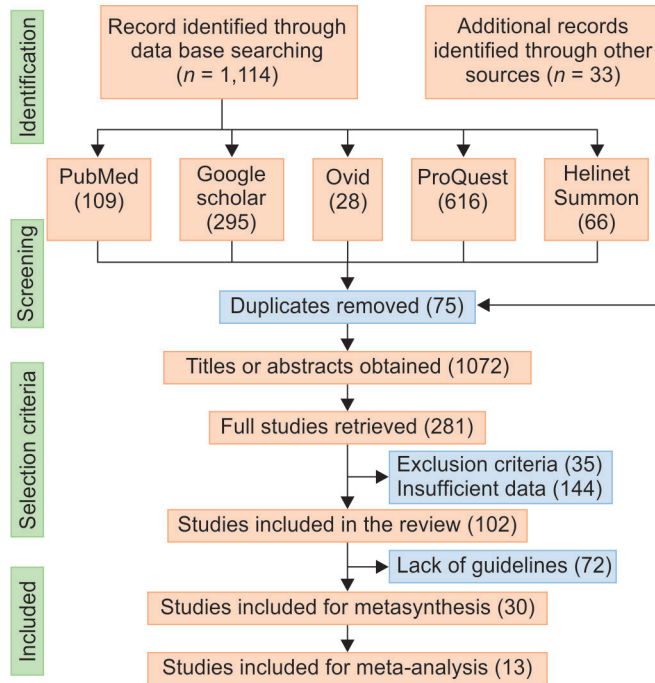 Identification
Record identified through
data base searching
(n = 1,114)
Additional records
identified through other
sources (n = 33)
PubMed
(109)
Google
scholar
(295)
Ovid
(28)
ProQuest
(616)
Helinet
Summon
(66)
Screening
Duplicates removed (75)
Titles or abstracts obtained (1072)
Selection criteria
Full studies retrieved (281)
Exclusion criteria (35)
Insufficient data (144)
Studies included in the review (102)
Lack of guidelines (72)
Included
Studies included for metasynthesis (30)
Studies included for meta-analysis (13)